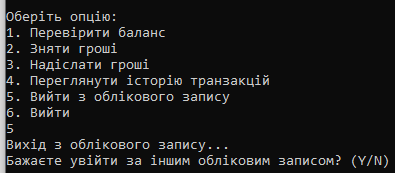 Оберіть опцію:
1. Перевірити баланс
2. Зняти гроші
3. Надіслати гроші
4. Переглянути історію транзакцій
5. Вийти з облікового запису
6. Вийти
5
Вихід з облікового запису...
Бажаєте увійти за іншим обліковим записом? (Y/N)